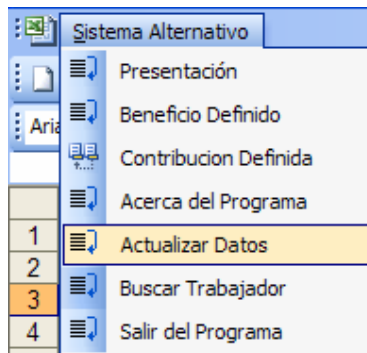 Sistema Alternativo
Presentación
Beneficio Definido
Aria
Contribucion Definida
Acerca del Programa
1
Actualizar Datos
2
Buscar Trabajador
3
4
Salir del Programa